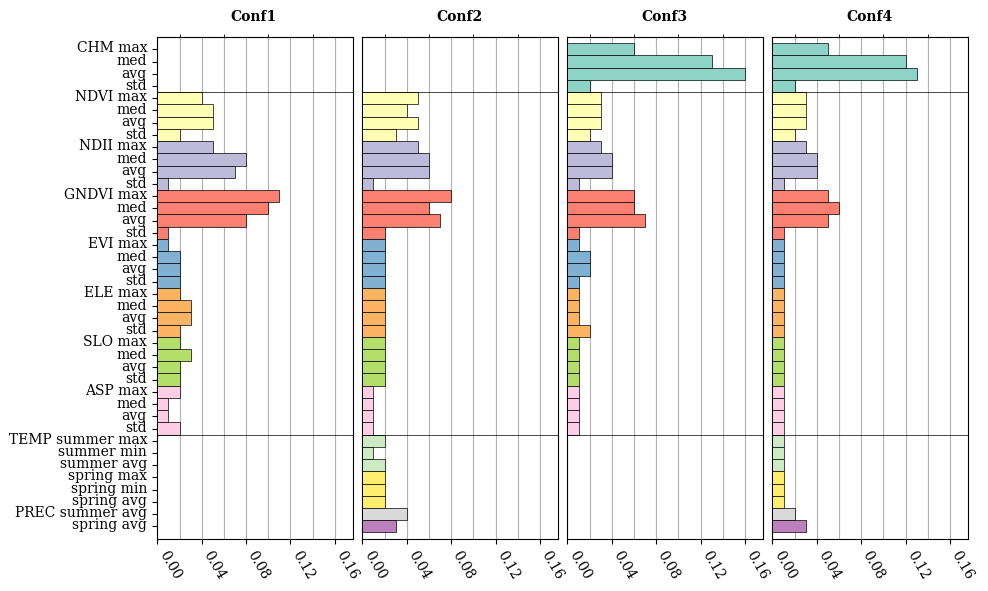 Conf1 Conf2 Conf3 Conf4
CHM max
med
avg
std
NDVI max
med
avg
std
NDII max
med
avg
std
GNDVI max
med
avg
std
EVI max
med
avg
std
ELE max
med
avg
std
SLO max
med
avg
std
ASP max
med
avg
std
TEMP summer max
summer min
summer avg
spring max
spring min
spring avg
PREC summer avg
spring avg
0.00 0.04 0.08 0.12 0.16 0.00 0.04 0.08 0.12 0.16 0.00 0.04 0.08 0.12 0.16 0.00 0.04 0.08 0.12 0.16